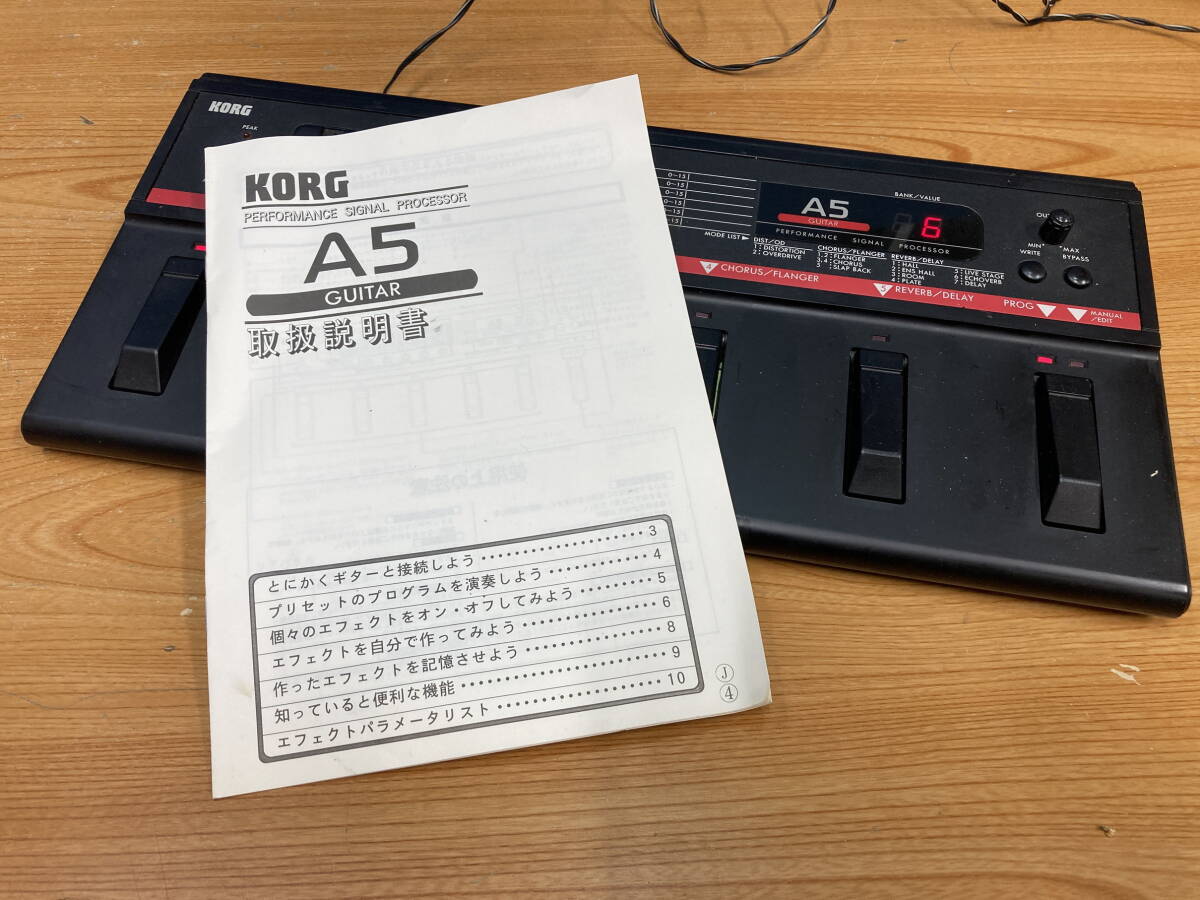 KORG
PEAK
KORG
PERFORMANCE SIGNAL PROCESSOR
A5
GUITAR
取扱説明書
とにかくギターと接続しよう 3
プリセットのプログラムを演奏しよう 4
個々のエフェクトをオン・オフしてみよう 5
エフェクトを自分で作ってみよう 6
作ったエフェクトを記憶させよう 8
知っていると便利な機能 9
エフェクトパラメータリスト 10
J
4
0~15
0~15
0~15
0~15
0~15
MODE LIST
A5
GUITAR
PERFORMANCE SIGNAL PROCESSOR
BANK/VALUE
6
MIN
WRITE
MAX
BYPASS
DIST/OD
1: DISTORTION
2: OVERDRIVE
CHORUS/FLANGER
1,2: FLANGER
3,4: CHORUS
SLAP BACK
REVERB/DELAY
1: HALL
2: ENS HALL
3: ROOM
4: PLATE
5: LIVE STAGE
6: ECHOVERB
7: DELAY
4 CHORUS/FLANGER
5 REVERB/DELAY
PROG
MANUAL
/EDIT